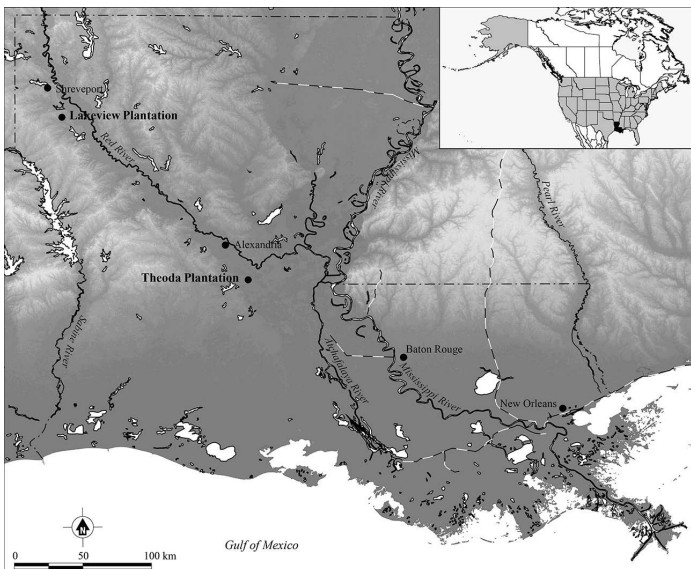 Shreveport
Lakeview Plantation
Red River
Mississippi River
Pearl River
Alexandria
Theoda Plantation
Sabine River
Atchafalaya River
Baton Rouge
Mississippi River
New Orleans
N
0 50 100 km
Gulf of Mexico